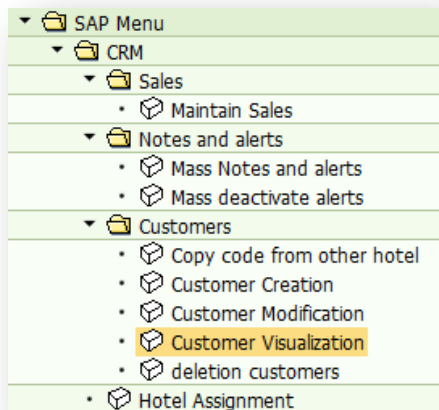 SAP Menu
CRM
Sales
Maintain Sales
Notes and alerts
Mass Notes and alerts
Mass deactivate alerts
Customers
Copy code from other hotel
Customer Creation
Customer Modification
Customer Visualization
deletion customers
Hotel Assignment